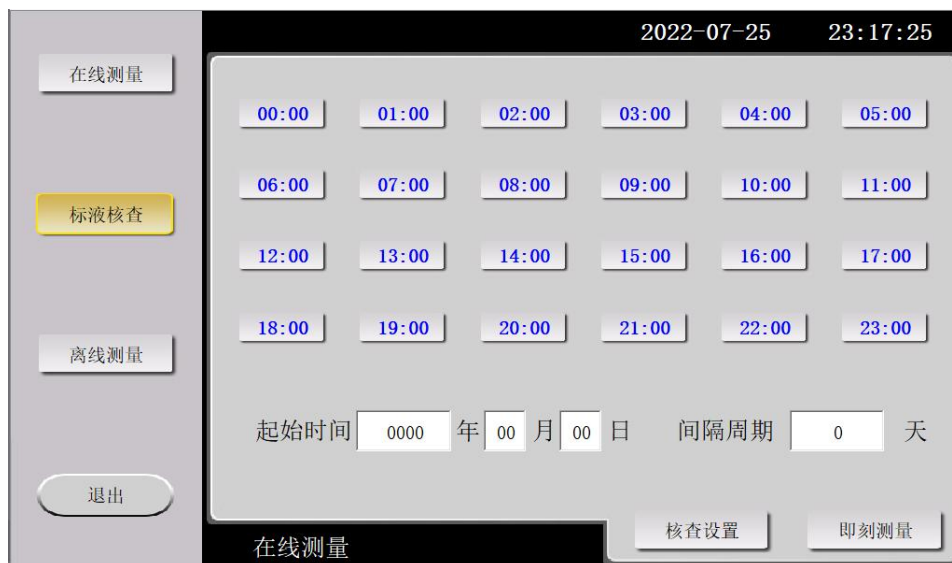 2022-07-25 23:17:25
在线测量
标液核查
离线测量
退出
00:00 01:00 02:00 03:00 04:00 05:00
06:00 07:00 08:00 09:00 10:00 11:00
12:00 13:00 14:00 15:00 16:00 17:00
18:00 19:00 20:00 21:00 22:00 23:00
起始时间 0000 年 00 月 00 日 间隔周期 0 天
核查设置 即刻测量
在线测量